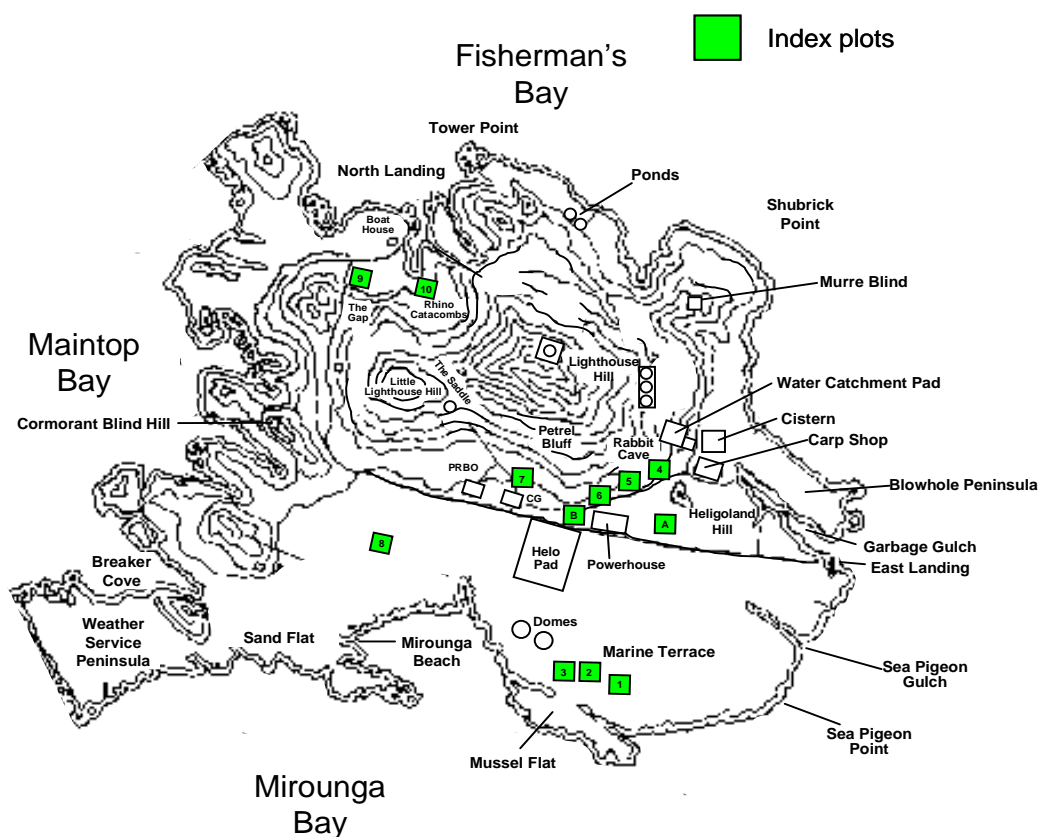 Index plots
Fisherman's
Bay
Tower Point
North Landing
Ponds
Shubrick
Point
Boat
House
Murre Blind
9
10
The
Gap
Rhino
Catacombs
Maintop
Bay
Lighthouse
Hill
The Saddle
Little
Lighthouse Hill
Water Catchment Pad
Cormorant Blind Hill
Cistern
Petrel
Bluff
Rabbit
Cave
Carp Shop
PRBO
7
4
5
6
CG
Blowhole Peninsula
B
A
Heligoland
Hill
8
Garbage Gulch
Helo
Pad
Powerhouse
East Landing
Breaker
Cove
Weather
Service
Peninsula
Sand Flat
Mirounga
Beach
Domes
Marine Terrace
3
2
1
Sea Pigeon
Gulch
Sea Pigeon
Point
Mussel Flat
Mirounga
Bay